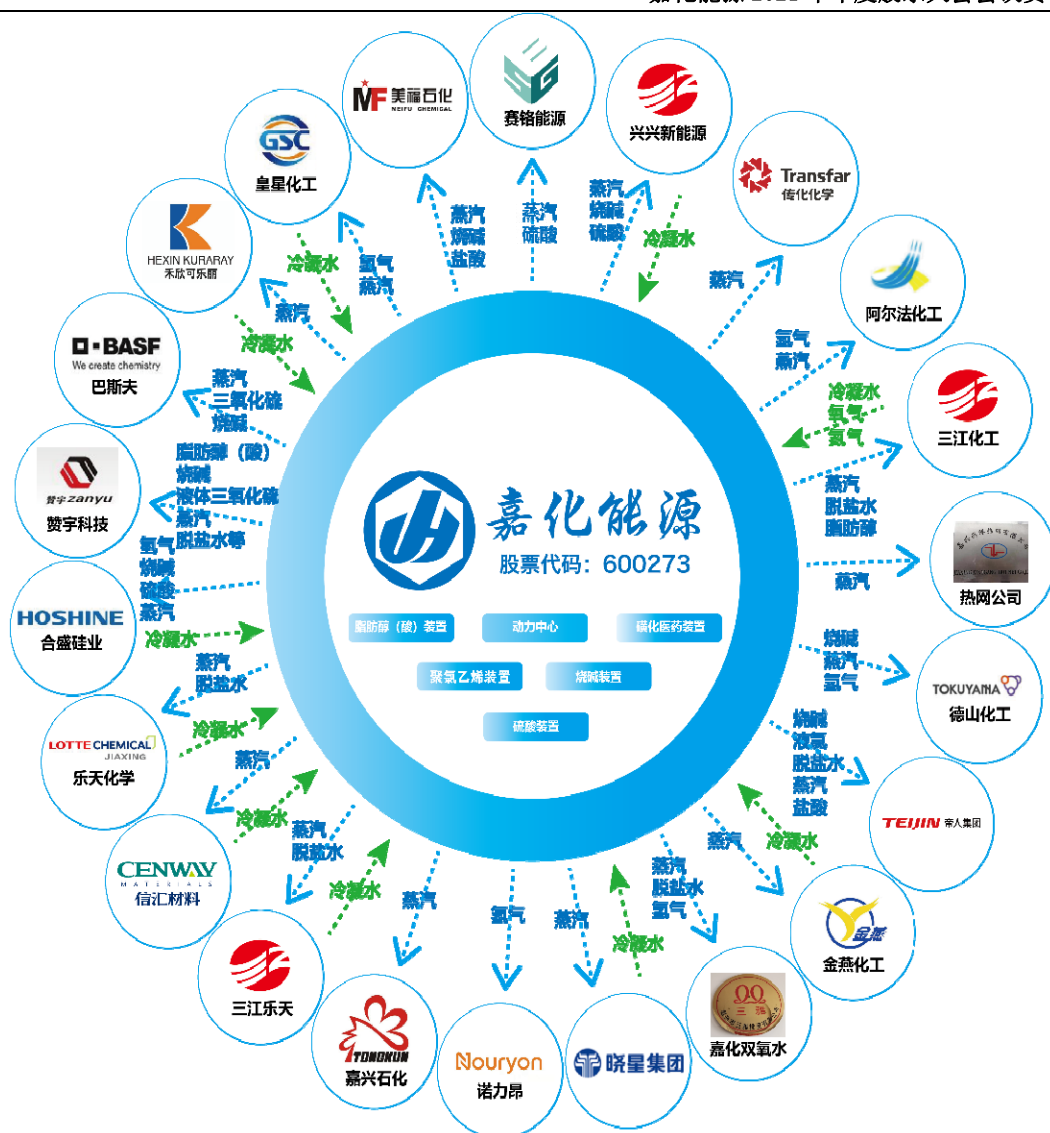 MF 美福石化
MEIFU CHEMICAL
SG
赛铬能源
兴兴新能源
GSC
皇星化工
Transfar
传化化学
HEXIN KURARAY
禾欣可乐丽
阿尔法化工
BASF
We create chemistry
巴斯夫
三江化工
赞宇 zanyu
赞宇科技
热网公司
HOSHINE
合盛硅业
TOKUYAMA
德山化工
LOTTE CHEMICAL
JIAXING
乐天化学
TEIJIN 帝人集团
CENWAY
MATERIALS
信汇材料
金燕
金燕化工
三江乐天
TONGKUN
嘉兴石化
Nouryon
诺力昂
晓星集团
嘉化双氧水
蒸汽
烧碱
盐酸
蒸汽
硫酸
蒸汽
烧碱
硫酸
冷凝水
蒸汽
氢气
蒸汽
冷凝水
氧气
氮气
蒸汽
脱盐水
脂肪醇
蒸汽
烧碱
蒸汽
氢气
烧碱
液氯
脱盐水
蒸汽
盐酸
冷凝水
蒸汽
蒸汽
脱盐水
氢气
冷凝水
蒸汽
氢气
蒸汽
冷凝水
蒸汽
脱盐水
冷凝水
蒸汽
冷凝水
蒸汽
脱盐水
冷凝水
氢气
烧碱
硫酸
蒸汽
脂肪醇（酸）
烧碱
液体三氧化硫
蒸汽
脱盐水等
蒸汽
三氧化硫
烧碱
冷凝水
蒸汽
冷凝水
氢气
蒸汽
嘉化能源
股票代码：600273
脂肪醇（酸）装置
动力中心
磺化医药装置
聚氯乙烯装置
烧碱装置
硫酸装置